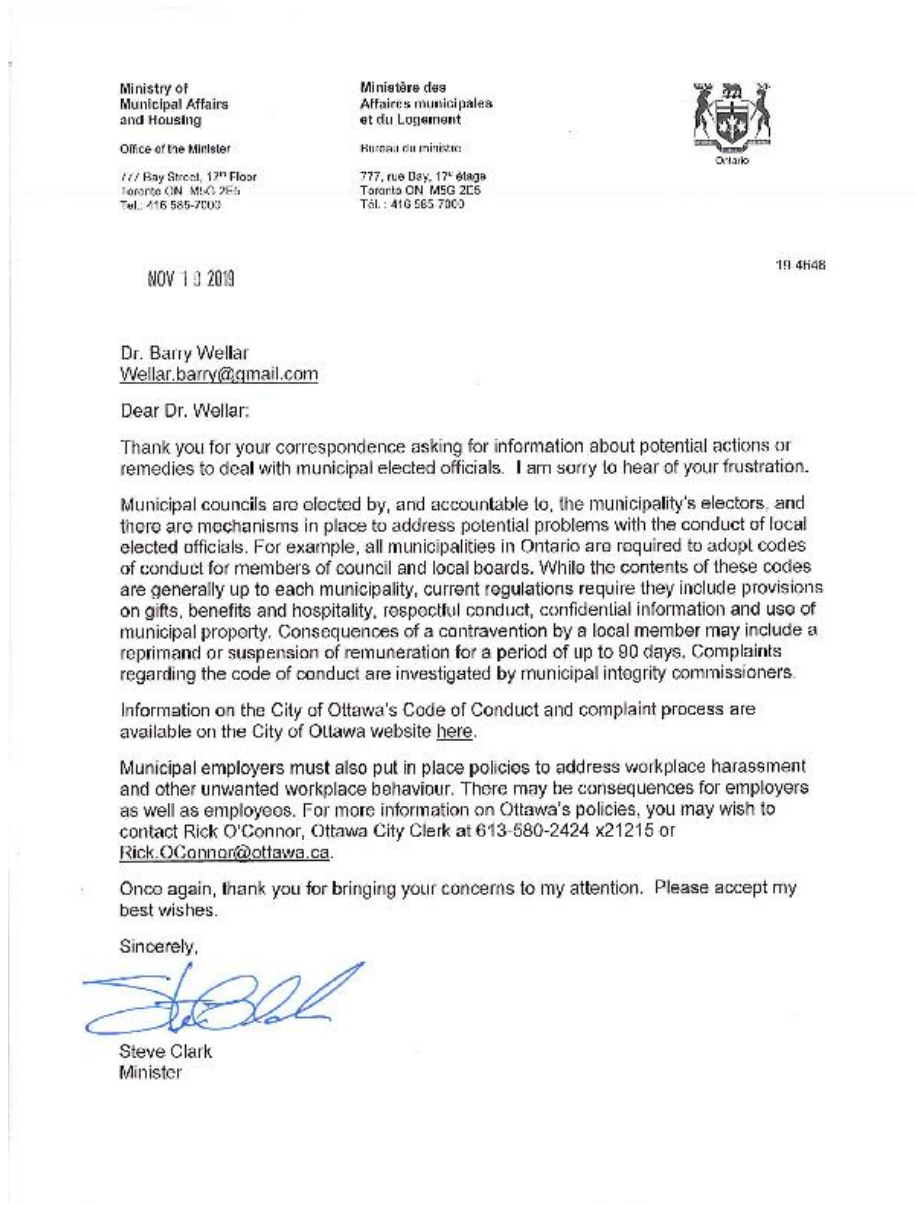 Ministry of
Municipal Affairs
and Housing
Office of the Minister
777 Bay Street, 17th Floor
Toronto ON M5G 2E5
Tel.: 416 585-7000
Ministère des
Affaires municipales
et du Logement
Bureau du ministre
777, rue Bay, 17e étage
Toronto ON M5G 2E5
Tél. : 416 585-7000
Ontario
19-4648
NOV 2019
Dr. Barry Wellar
Wellar.barry@gmail.com
Dear Dr. Wellar:
Thank you for your correspondence asking for information about potential actions or
remedies to deal with municipal elected officials. I am sorry to hear of your frustration.
Municipal councils are elected by, and accountable to, the municipality's electors, and
there are mechanisms in place to address potential problems with the conduct of local
elected officials. For example, all municipalities in Ontario are required to adopt codes
of conduct for members of council and local boards. While the contents of these codes
are generally up to each municipality, current regulations require they include provisions
on gifts, benefits and hospitality, respectful conduct, confidential information and use of
municipal property. Consequences of a contravention by a local member may include a
reprimand or suspension of remuneration for a period of up to 90 days. Complaints
regarding the code of conduct are investigated by municipal integrity commissioners.
Information on the City of Ottawa's Code of Conduct and complaint process are
available on the City of Ottawa website here.
Municipal employers must also put in place policies to address workplace harassment
and other unwanted workplace behaviour. There may be consequences for employers
as well as employees. For more information on Ottawa's policies, you may wish to
contact Rick O'Connor, Ottawa City Clerk at 613-580-2424 x21215 or
Rick.OConnor@ottawa.ca.
Once again, thank you for bringing your concerns to my attention. Please accept my
best wishes.
Sincerely,
Steve Clark
Minister